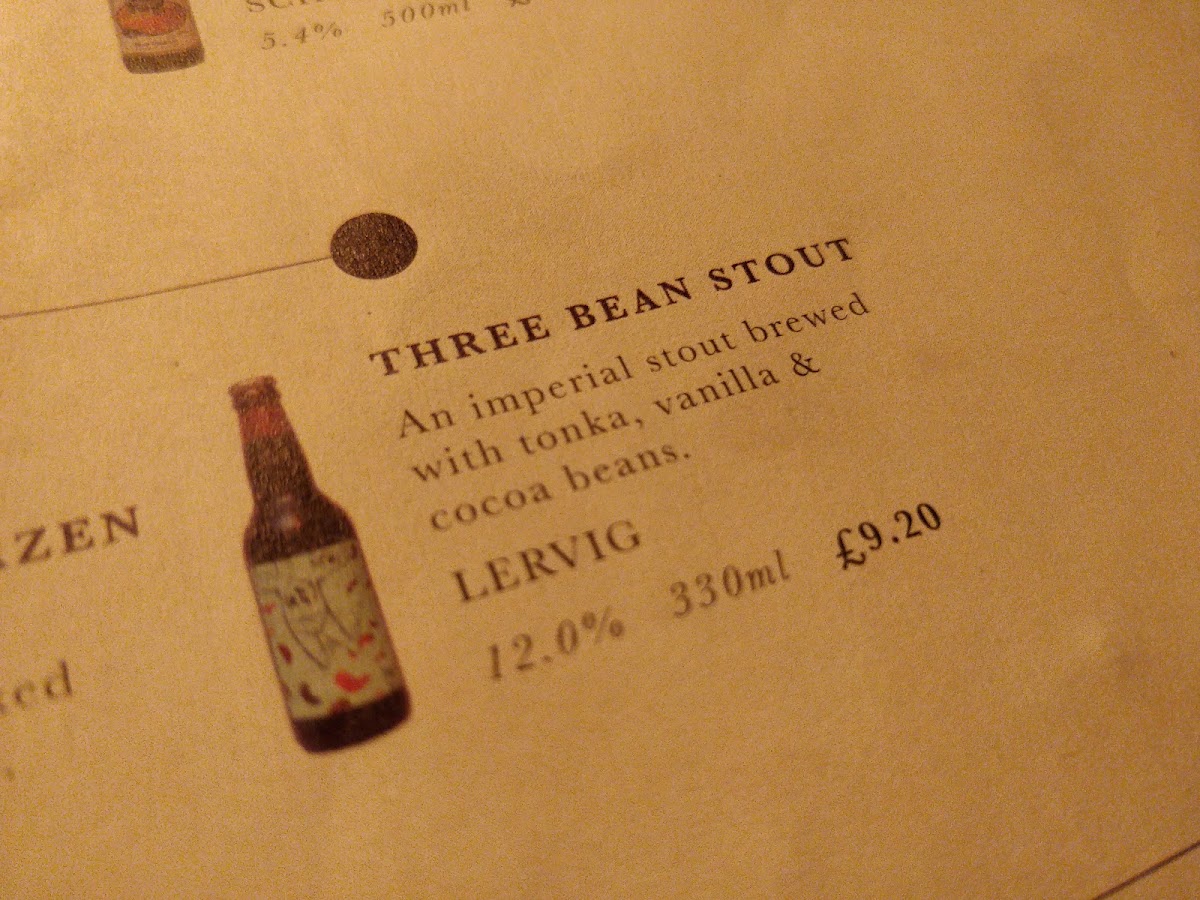 5.4% 500ml £
THREE BEAN STOUT
An imperial stout brewed
with tonka, vanilla &
cocoa beans.
LERVIG
12.0% 330ml £9.20
ZEN